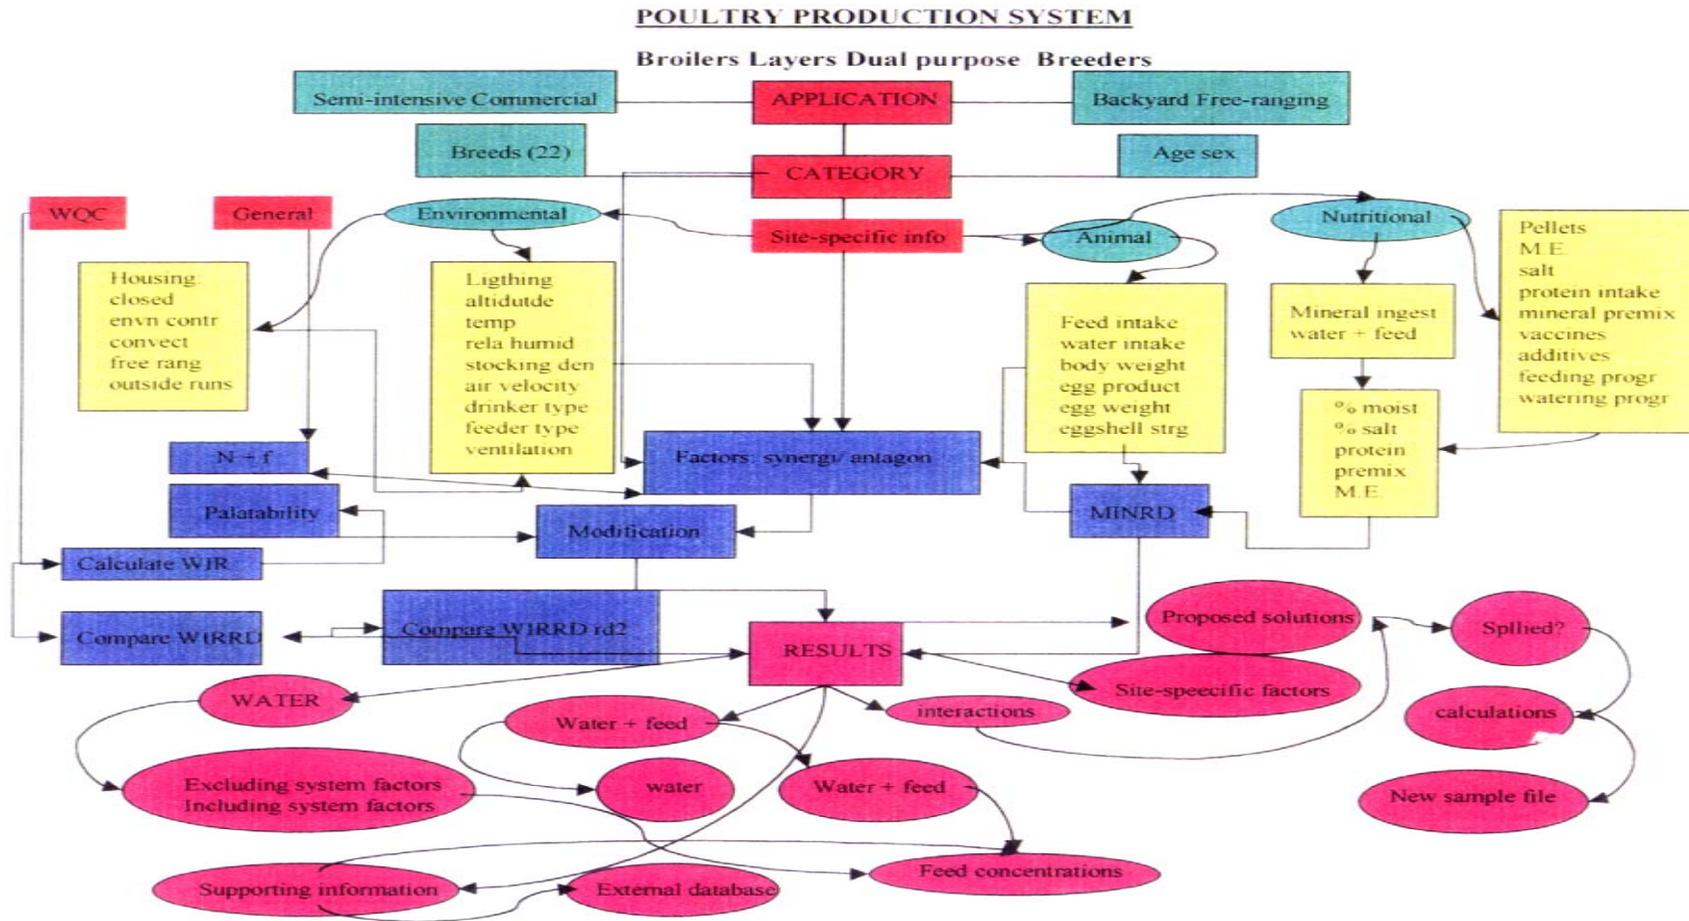 POULTRY PRODUCTION SYSTEM
Broilers Layers Dual purpose Breeders
Semi-intensive Commercial
APPLICATION
Backyard Free-ranging
Breeds (22)
CATEGORY
Age sex
WQC
General
Environmental
Site-specific info
Animal
Nutritional
Housing:
closed
envn contr
convect
free rang
outside runs
Ligthing
altidutde
temp
rela humid
stocking den
air velocity
drinker type
feeder type
ventilation
Feed intake
water intake
body weight
egg product
egg weight
eggshell strg
Mineral ingest
water + feed
Pellets
M.E.
salt
protein intake
mineral premix
vaccines
additives
feeding progr
watering progr
% moist
% salt
protein
premix
M.E.
N + f
Factors: synergi/ antagon
Palatability
Modification
MINRD
Calculate WIR
Compare WIRRD
Compare WIRRD rd2
RESULTS
Proposed solutions
Spllied?
Site-speecific factors
WATER
Water + feed
interactions
calculations
Excluding system factors
Including system factors
water
Water + feed
New sample file
Supporting information
External database
Feed concentrations